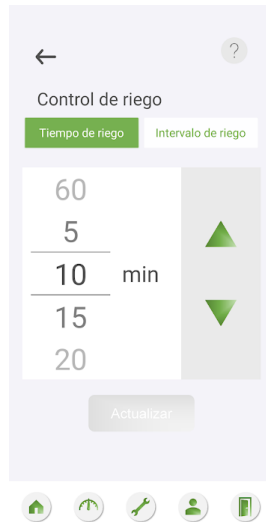 ?
Control de riego
Tiempo de riego Intervalo de riego
60
5
10 min
15
20
Actualizar